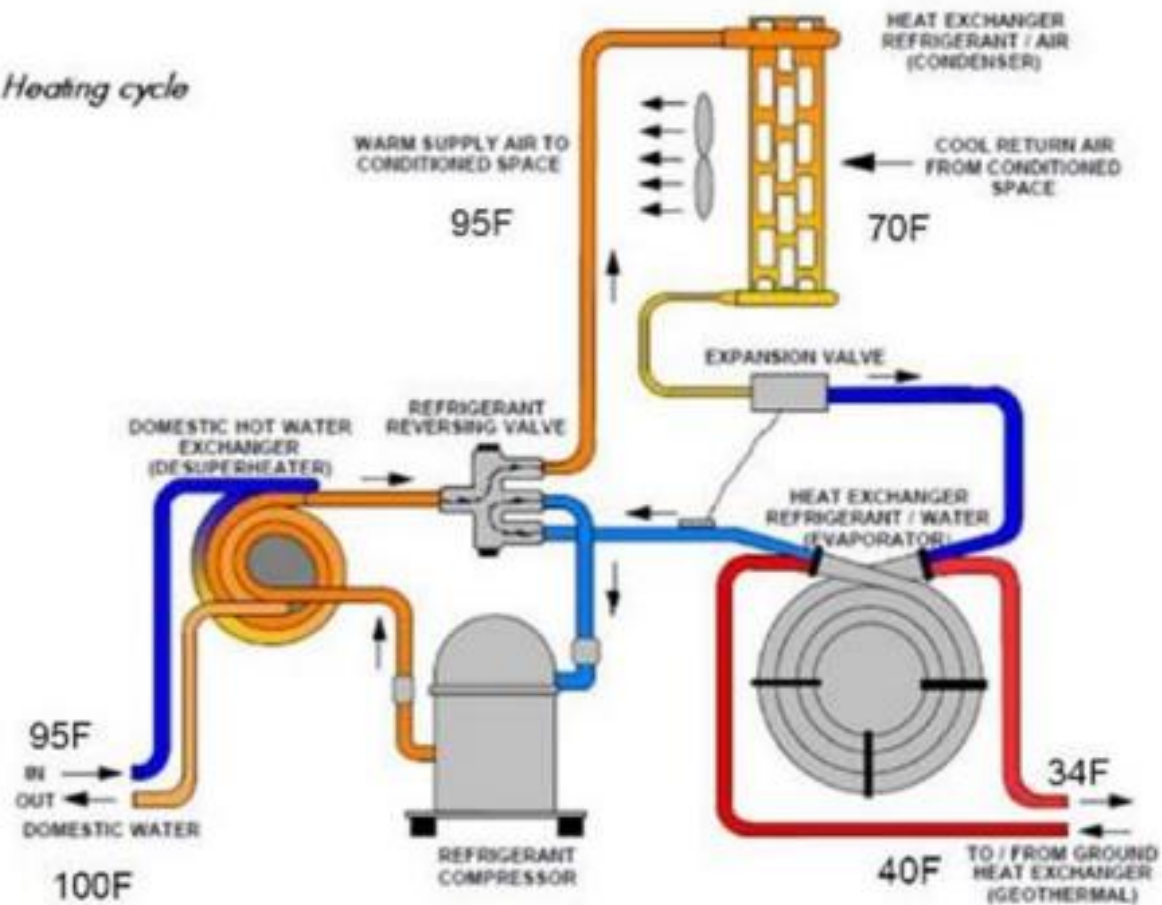 Heating cycle
HEAT EXCHANGER
REFRIGERANT / AIR
(CONDENSER)
WARM SUPPLY AIR TO
CONDITIONED SPACE
95F
COOL RETURN AIR
FROM CONDITIONED
SPACE
70F
EXPANSION VALVE
REFRIGERANT
REVERSING VALVE
DOMESTIC HOT WATER
EXCHANGER
(DESUPERHEATER)
HEAT EXCHANGER
REFRIGERANT / WATER
(EVAPORATOR)
95F
IN
OUT
DOMESTIC WATER
100F
REFRIGERANT
COMPRESSOR
34F
40F
TO / FROM GROUND
HEAT EXCHANGER
(GEOTHERMAL)